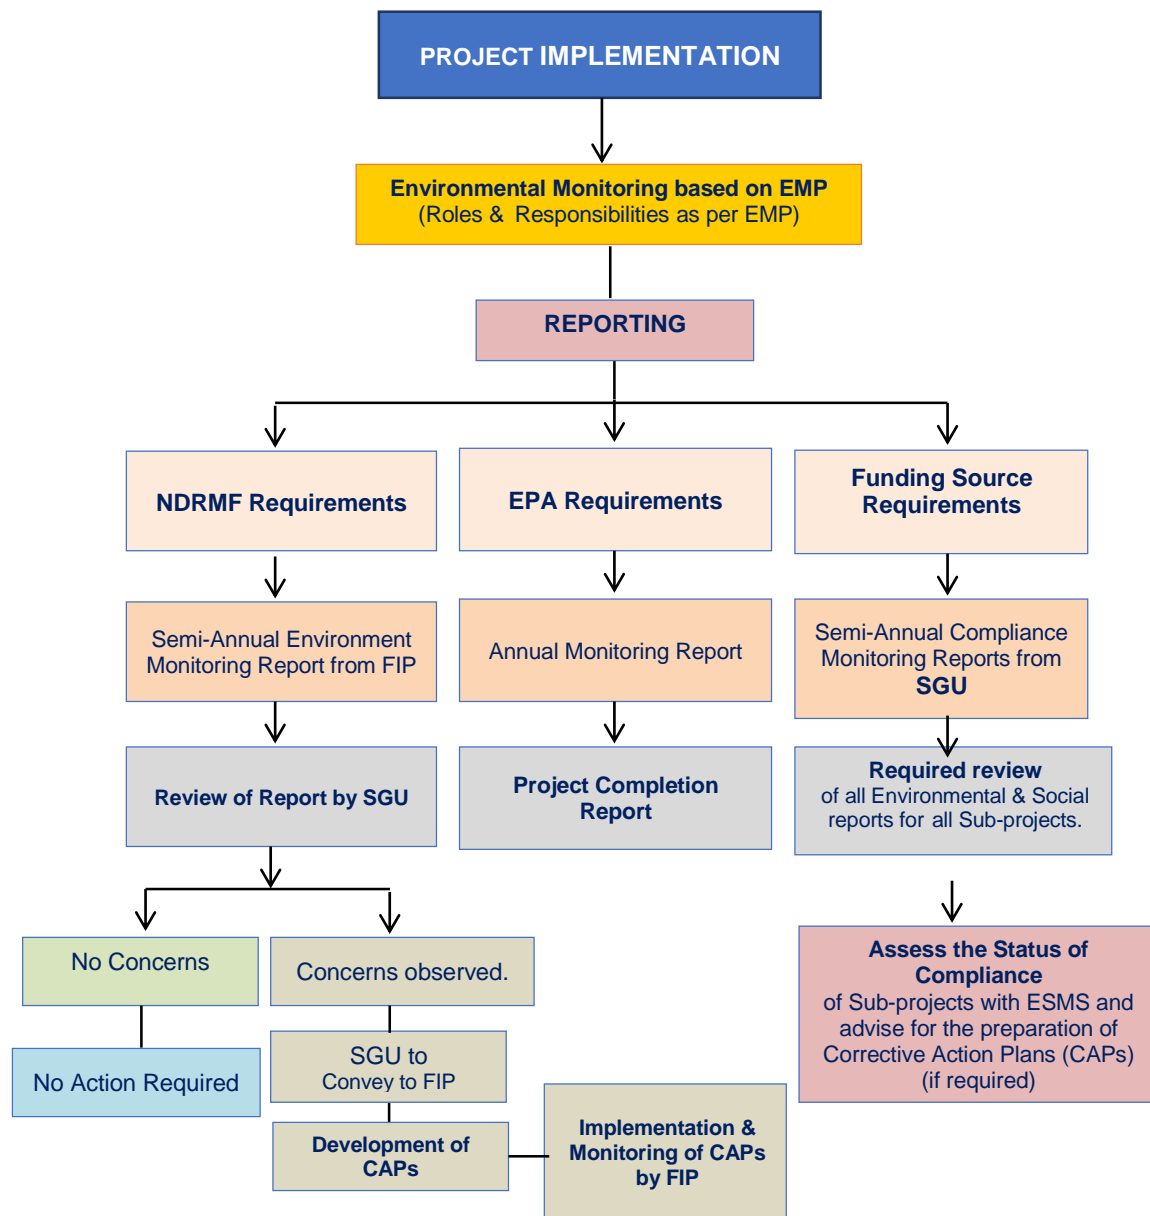 PROJECT IMPLEMENTATION
Environmental Monitoring based on EMP
(Roles & Responsibilities as per EMP)
REPORTING
NDRMF Requirements
EPA Requirements
Funding Source
Requirements
Semi-Annual Environment
Monitoring Report from FIP
Annual Monitoring Report
Semi-Annual Compliance
Monitoring Reports from
SGU
Review of Report by SGU
Project Completion
Report
Required review
of all Environmental & Social
reports for all Sub-projects.
No Concerns
Concerns observed.
Assess the Status of
Compliance
of Sub-projects with ESMS and
advise for the preparation of
Corrective Action Plans (CAPs)
(if required)
No Action Required
SGU to
Convey to FIP
Development of
CAPs
Implementation &
Monitoring of CAPs
by FIP